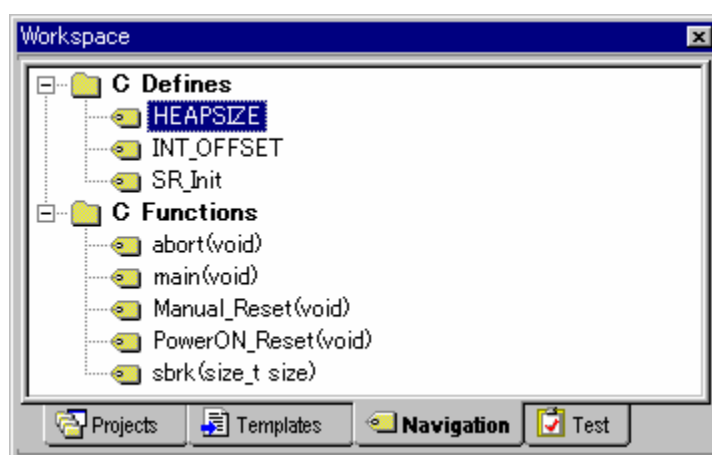 Workspace
C Defines
HEAPSIZE
INT_OFFSET
SR_Init
C Functions
abort(void)
main(void)
Manual_Reset(void)
PowerON_Reset(void)
sbrk(size_t size)
Projects Templates Navigation Test